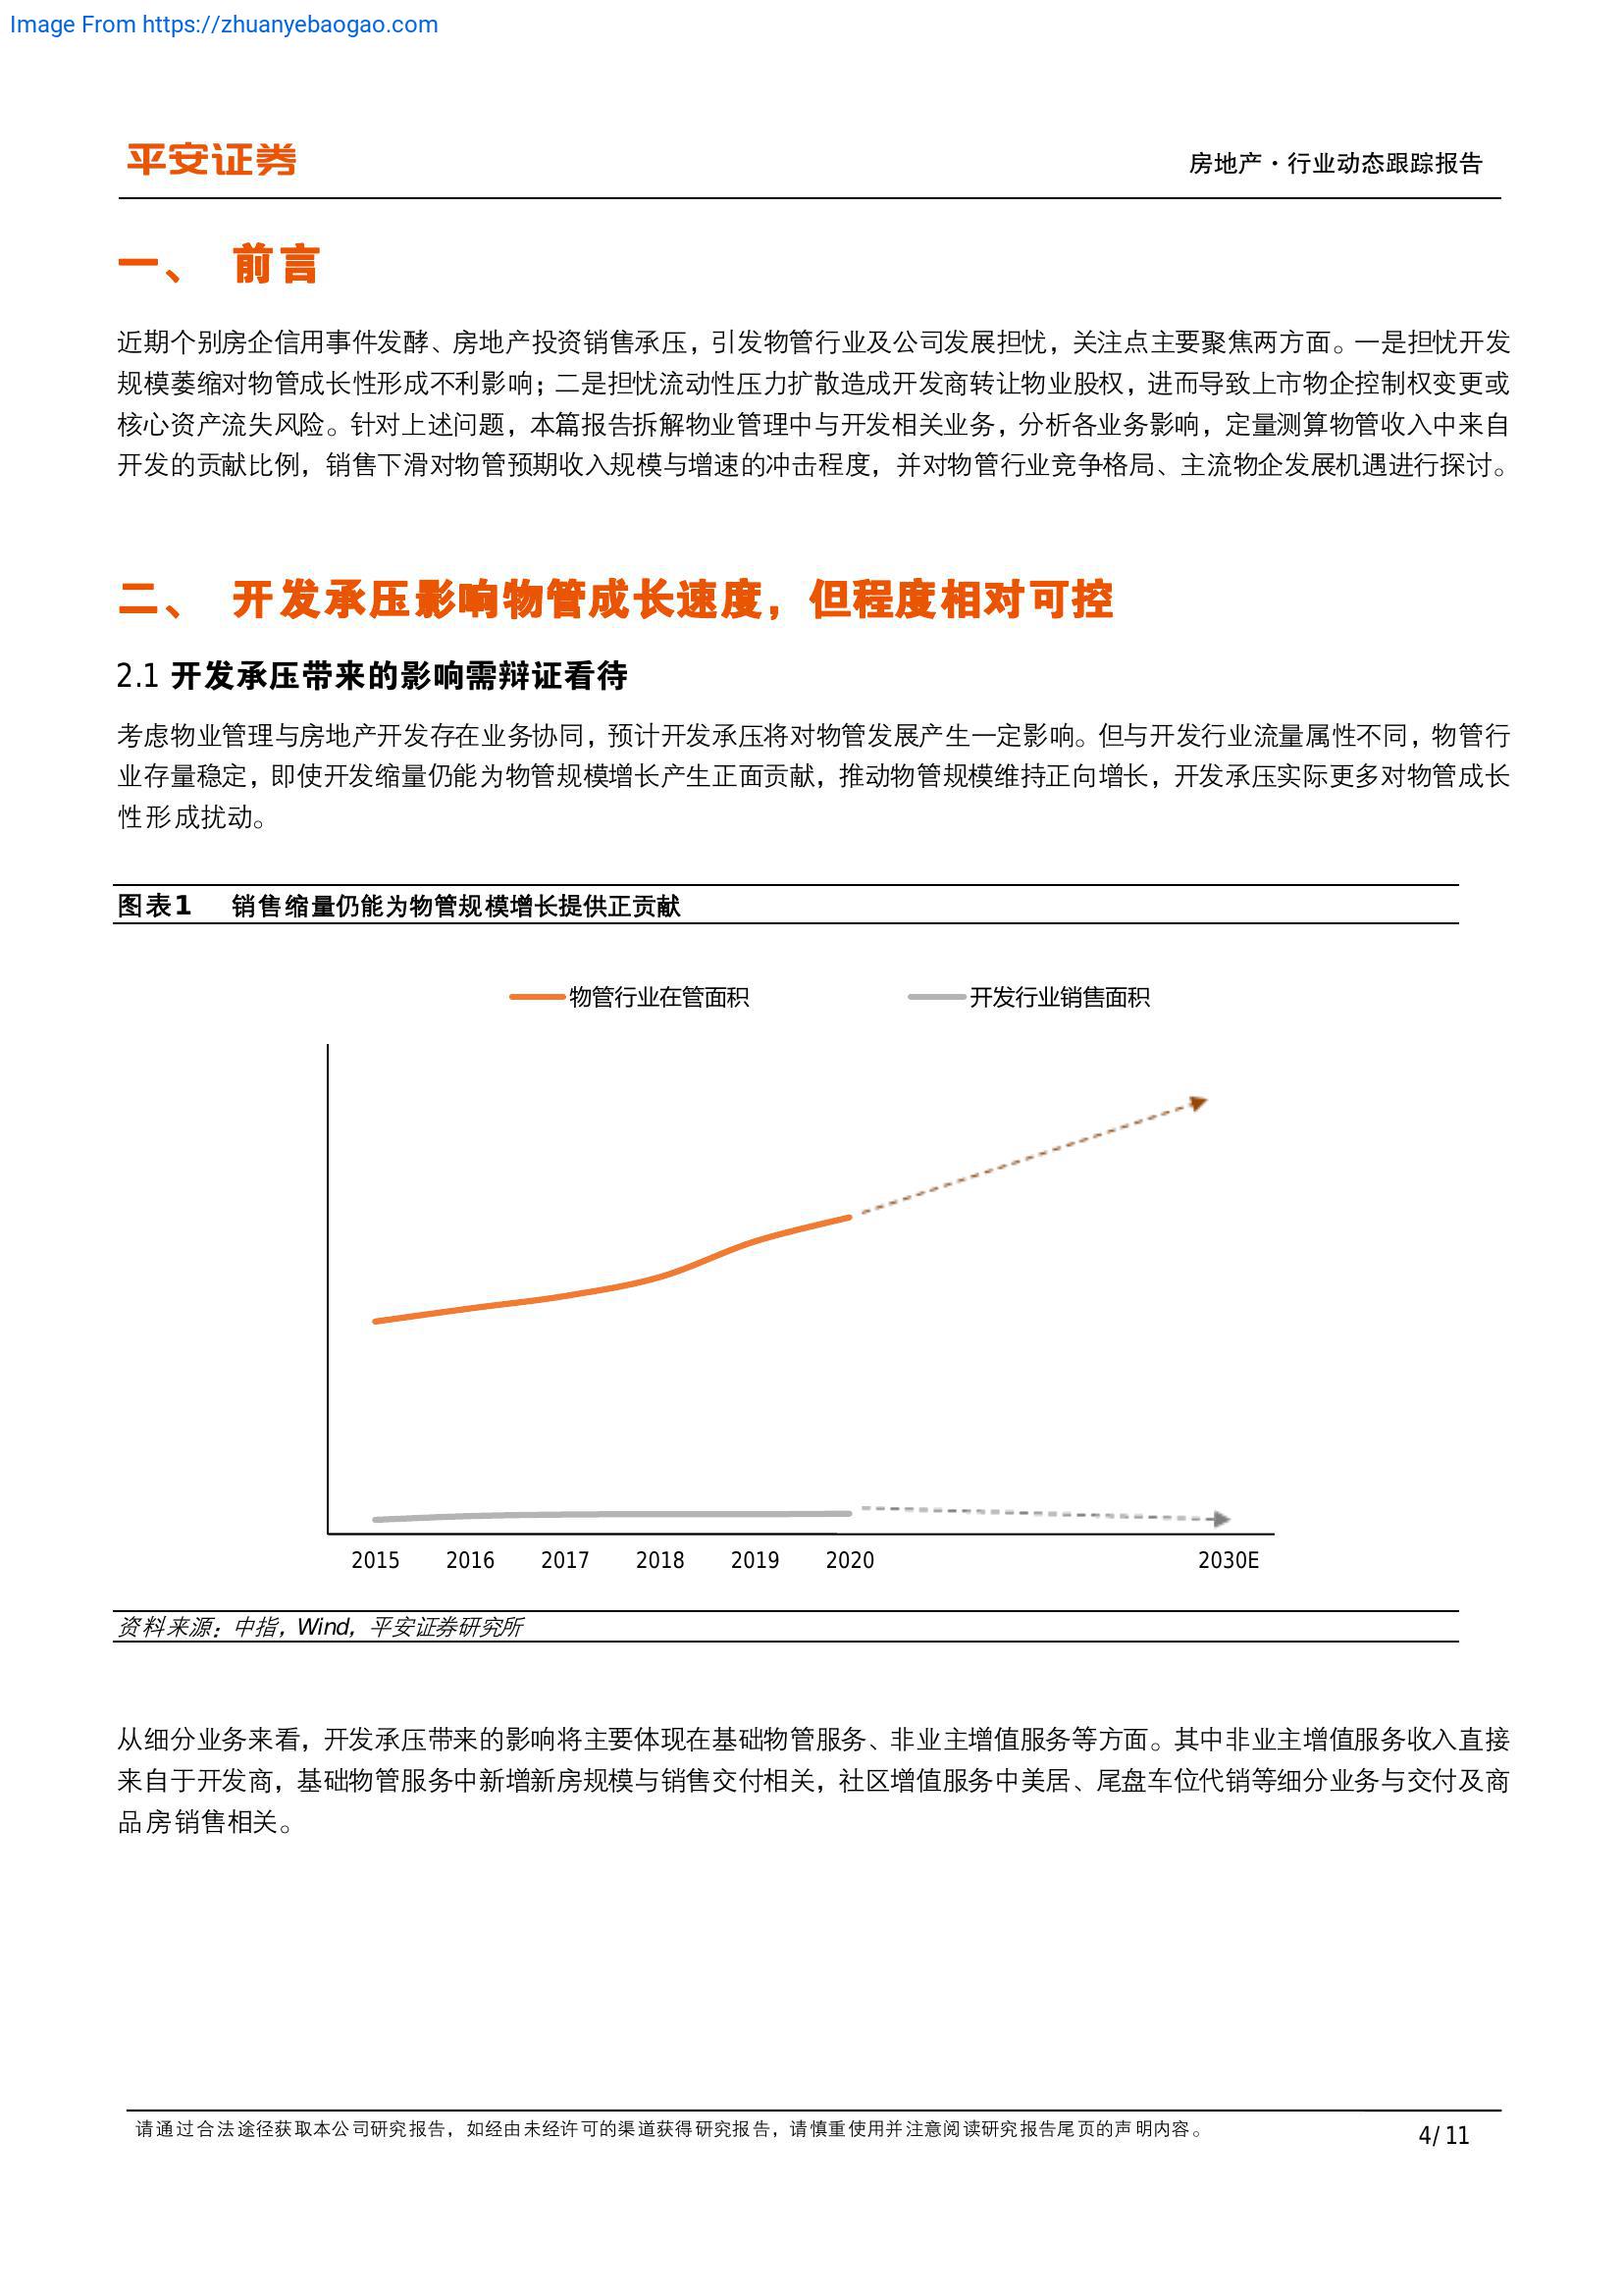 Image From https://zhuanyebaogao.com
平安证券
房地产·行业动态跟踪报告
一、 前言
近期个别房企信用事件发酵、房地产投资销售承压，引发物管行业及公司发展担忧，关注点主要聚焦两方面。一是担忧开发
规模萎缩对物管成长性形成不利影响；二是担忧流动性压力扩散造成开发商转让物业股权，进而导致上市物企控制权变更或
核心资产流失风险。针对上述问题，本篇报告拆解物业管理中与开发相关业务，分析各业务影响，定量测算物管收入中来自
开发的贡献比例，销售下滑对物管预期收入规模与增速的冲击程度，并对物管行业竞争格局、主流物企发展机遇进行探讨。
二、 开发承压影响物管成长速度，但程度相对可控
2.1 开发承压带来的影响需辩证看待
考虑物业管理与房地产开发存在业务协同，预计开发承压将对物管发展产生一定影响。但与开发行业流量属性不同，物管行
业存量稳定，即使开发缩量仍能为物管规模增长产生正面贡献，推动物管规模维持正向增长，开发承压实际更多对物管成长
性形成扰动。
图表1 销售缩量仍能为物管规模增长提供正贡献
物管行业在管面积 开发行业销售面积
2015 2016 2017 2018 2019 2020 2030E
资料来源：中指，Wind，平安证券研究所
从细分业务来看，开发承压带来的影响将主要体现在基础物管服务、非业主增值服务等方面。其中非业主增值服务收入直接
来自于开发商，基础物管服务中新增新房规模与销售交付相关，社区增值服务中美居、尾盘车位代销等细分业务与交付及商
品房销售相关。
请通过合法途径获取本公司研究报告，如经由未经许可的渠道获得研究报告，请慎重使用并注意阅读研究报告尾页的声明内容。
4/ 11